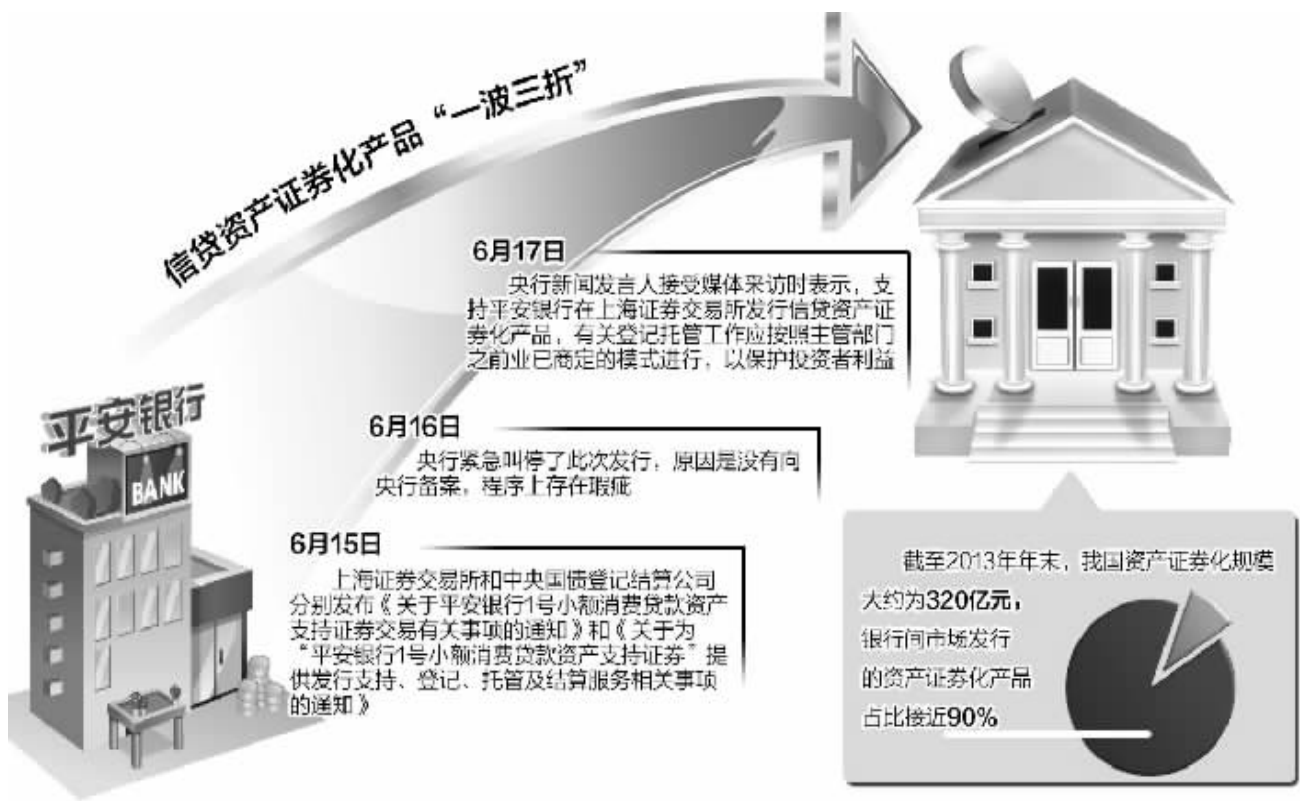 信贷资产证券化产品“一波三折”
6月17日
央行新闻发言人接受媒体采访时表示，支
持平安银行在上海证券交易所发行信贷资产证
券化产品，有关登记托管工作应按照主管部门
之前业已商定的模式进行，以保护投资者利益
6月16日
央行紧急叫停了此次发行，原因是没有向
央行备案，程序上存在瑕疵
6月15日
上海证券交易所和中央国债登记结算公司
分别发布《关于平安银行1号小额消费贷款资产
支持证券交易有关事项的通知》和《关于为
“平安银行1号小额消费贷款资产支持证券”提
供发行支持、登记、托管及结算服务相关事项
的通知》
平安银行
BANK
截至2013年年末，我国资产证券化规模
大约为320亿元，
银行间市场发行
的资产证券化产品
占比接近90%